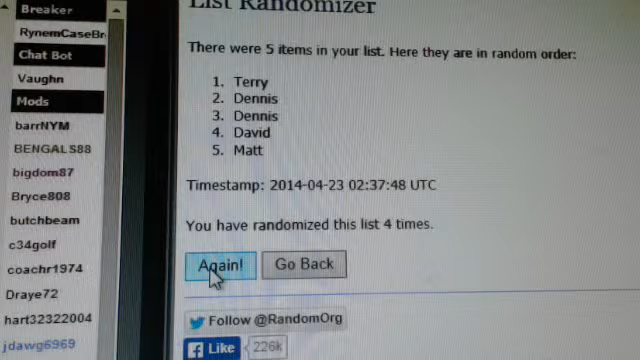 Breaker
RynemCaseBr
Chat Bot
Vaughn
Mods
barrNYM
BENGALS88
bigdom87
Bryce808
butchbeam
c34golf
coachr1974
Draye72
hart32322004
jdawg6969
List Randomizer
There were 5 items in your list. Here they are in random order:
1. Terry
2. Dennis
3. Dennis
4. David
5. Matt
Timestamp: 2014-04-23 02:37:48 UTC
You have randomized this list 4 times.
Again! Go Back
Follow @RandomOrg
Like 226k